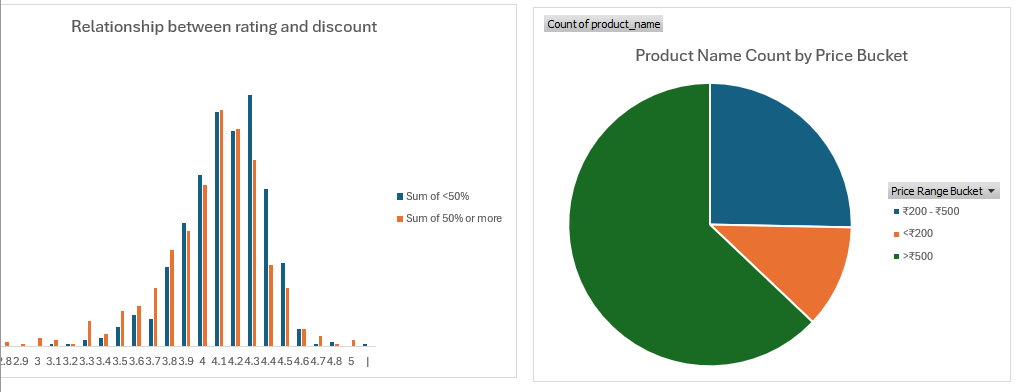 Relationship between rating and discount
Sum of <50%
Sum of 50% or more
2.8 2.9 3 3.1 3.2 3.3 3.4 3.5 3.6 3.7 3.8 3.9 4 4.1 4.2 4.3 4.4 4.5 4.6 4.7 4.8 5 |
Count of product_name
Product Name Count by Price Bucket
Price Range Bucket
₹200 - ₹500
<₹200
>₹500